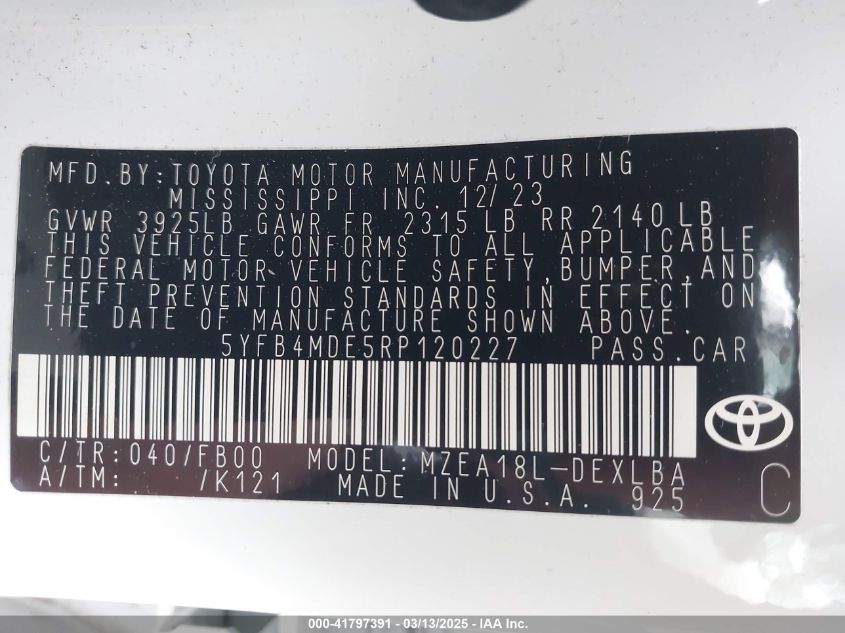 MFD. BY: TOYOTA MOTOR MANUFACTURING
MISSISSIPPI INC. 12/23
GVWR 3925LB GAWR FR 2315 LB RR 2140 LB
THIS VEHICLE CONFORMS TO ALL APPLICABLE
FEDERAL MOTOR VEHICLE SAFETY, BUMPER, AND
THEFT PREVENTION STANDARDS IN EFFECT ON
THE DATE OF MANUFACTURE SHOWN ABOVE.
5YFB4MDE5RP120227 PASS. CAR
C/TR: 040/FB00 MODEL: MZEA18L-DEXLBA
A/TM: /K121 MADE IN U.S.A. 925
C
000-41797391 - 03/13/2025 - IAA Inc.